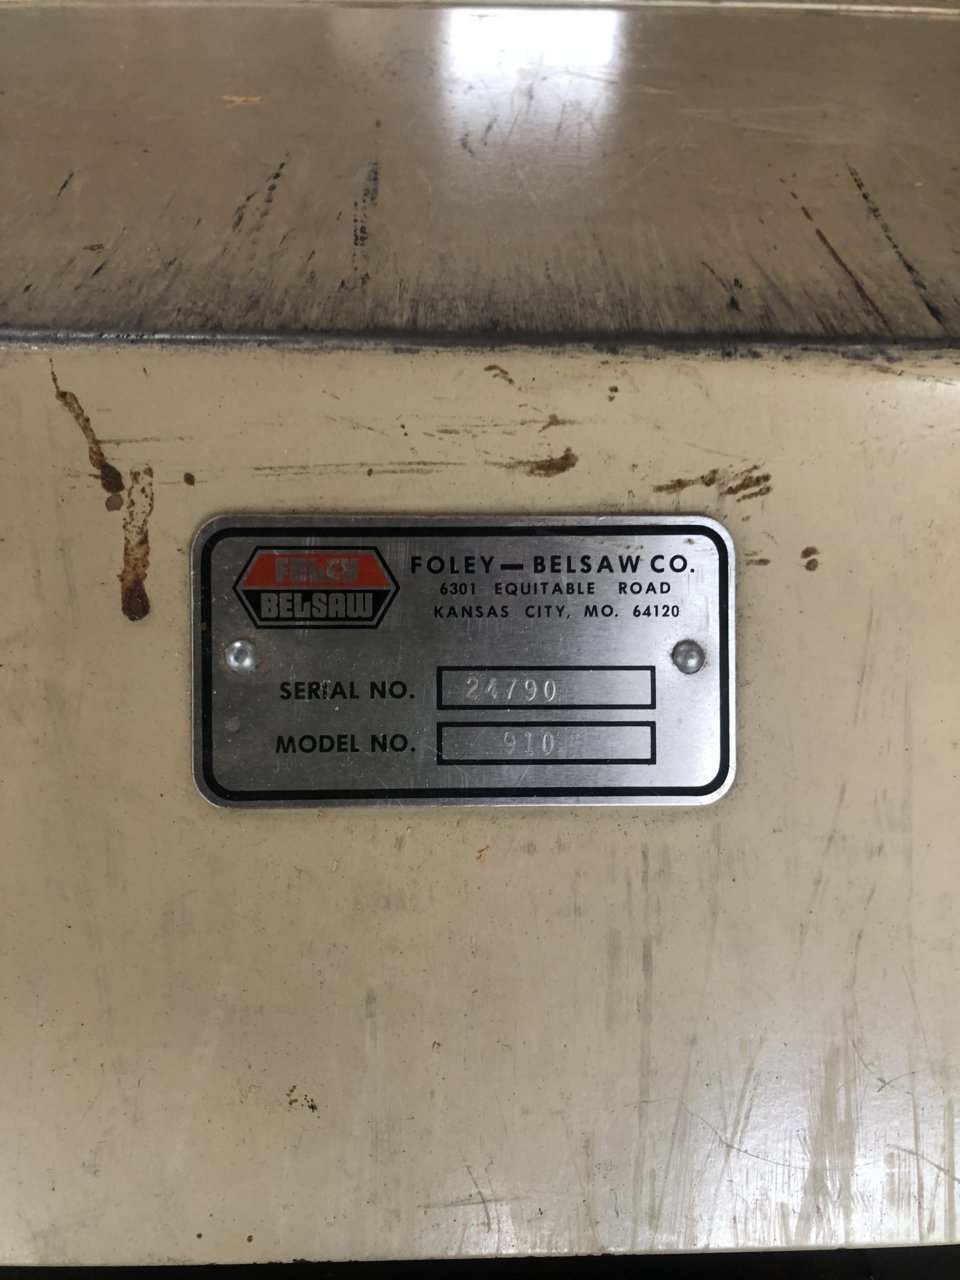 FOLEY
BELSAW
FOLEY — BELSAW CO.
6301 EQUITABLE ROAD
KANSAS CITY, MO. 64120
SERIAL NO. 24790
MODEL NO. 910